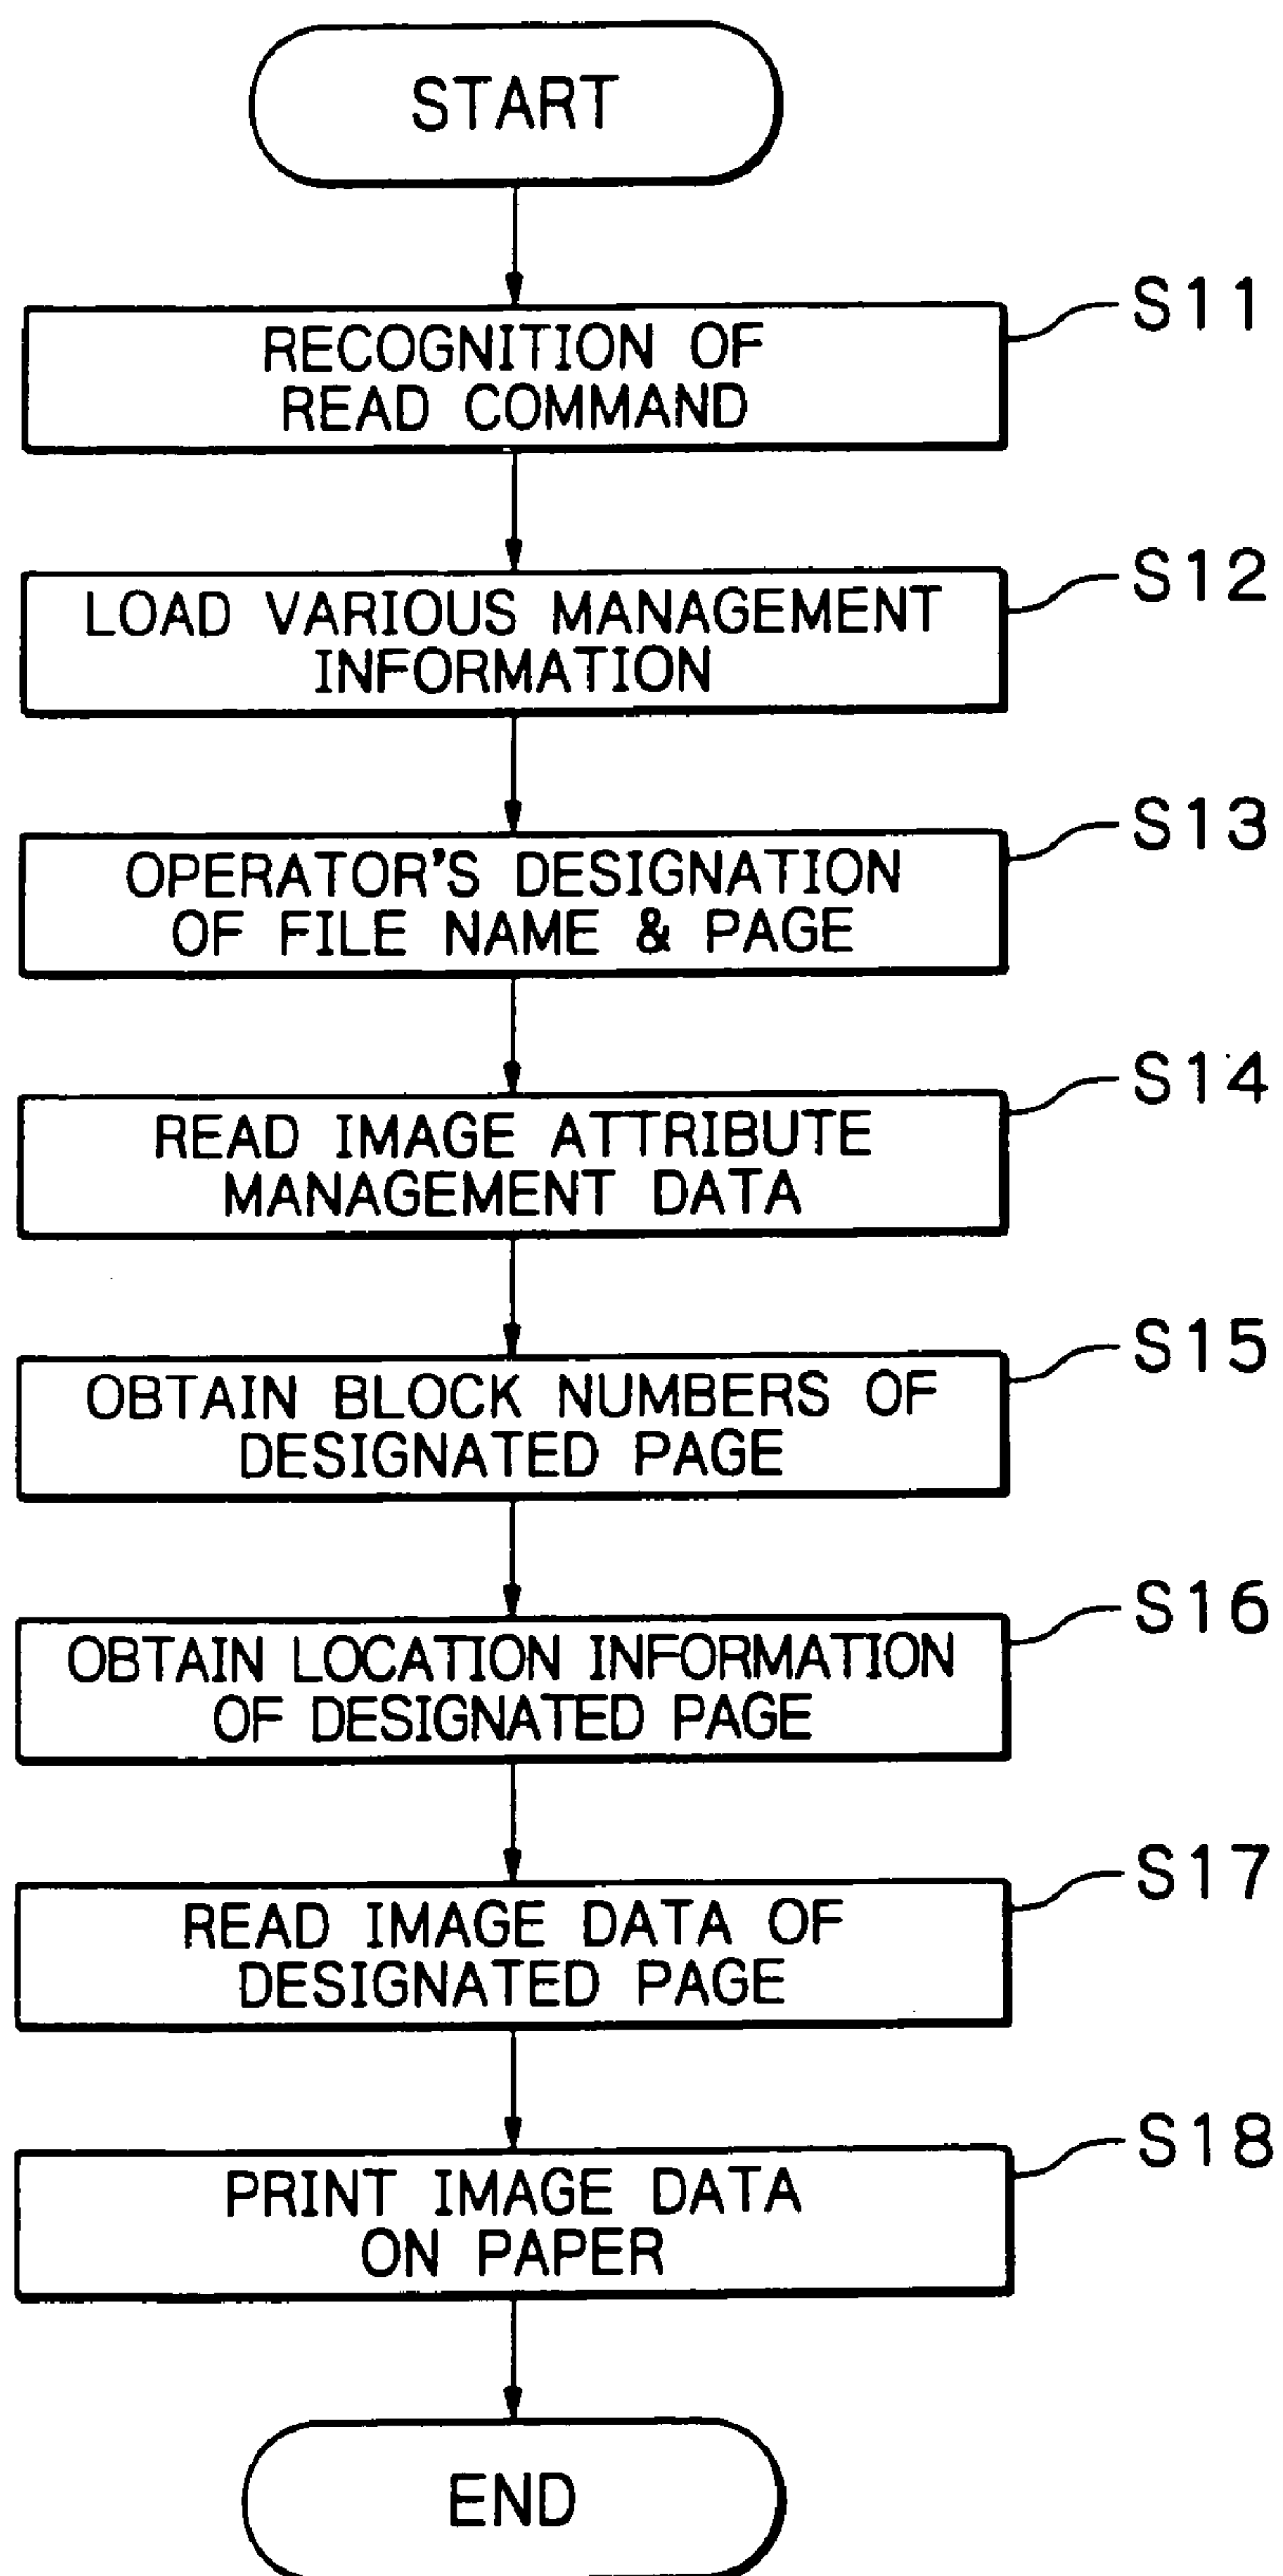 START
RECOGNITION OF
READ COMMAND
S11
LOAD VARIOUS MANAGEMENT
INFORMATION
S12
OPERATOR'S DESIGNATION
OF FILE NAME & PAGE
S13
READ IMAGE ATTRIBUTE
MANAGEMENT DATA
S14
OBTAIN BLOCK NUMBERS OF
DESIGNATED PAGE
S15
OBTAIN LOCATION INFORMATION
OF DESIGNATED PAGE
S16
READ IMAGE DATA OF
DESIGNATED PAGE
S17
PRINT IMAGE DATA
ON PAPER
S18
END